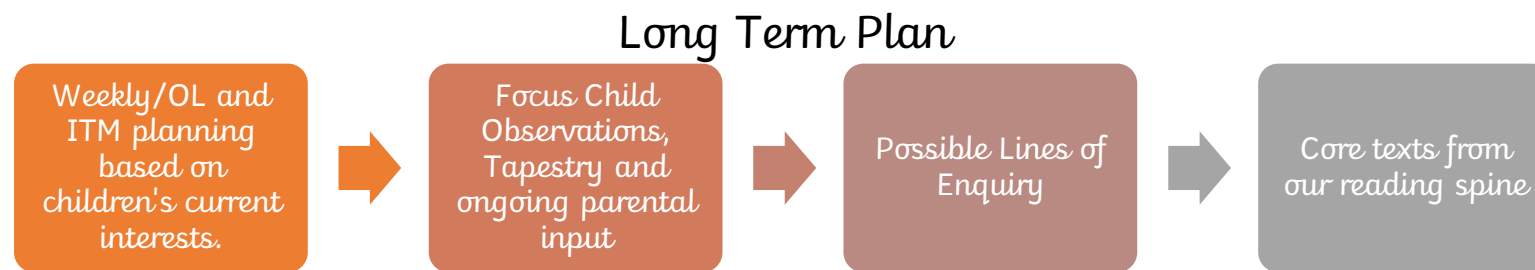 Long Term Plan
Weekly/OL and
ITM planning
based on
children's current
interests.
Focus Child
Observations,
Tapestry and
ongoing parental
input
Possible Lines of
Enquiry
Core texts from
our reading spine